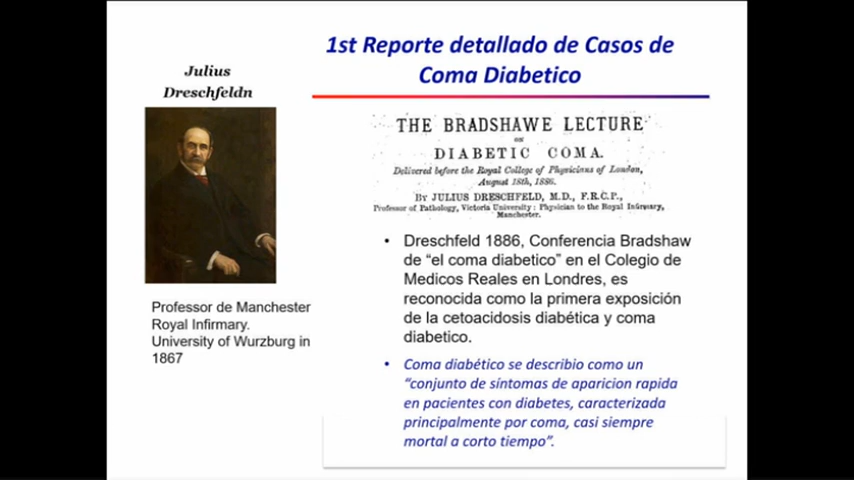 1st Reporte detallado de Casos de
Coma Diabetico
Julius
Dreschfeldn
THE BRADSHAWE LECTURE
ON
DIABETIC COMA.
Delivered before the Royal College of Physicians of London,
August 18th, 1886.
BY JULIUS DRESCHFELD, M.D., F.R.C.P.,
Professor of Pathology, Victoria University; Physician to the Royal Infirmary,
Manchester.
• Dreschfeld 1886, Conferencia Bradshaw
de “el coma diabetico” en el Colegio de
Medicos Reales en Londres, es
reconocida como la primera exposición
de la cetoacidosis diabética y coma
diabetico.
Professor de Manchester
Royal Infirmary.
University of Wurzburg in
1867
• Coma diabético se describio como un
“conjunto de síntomas de aparicion rapida
en pacientes con diabetes, caracterizada
principalmente por coma, casi siempre
mortal a corto tiempo”.